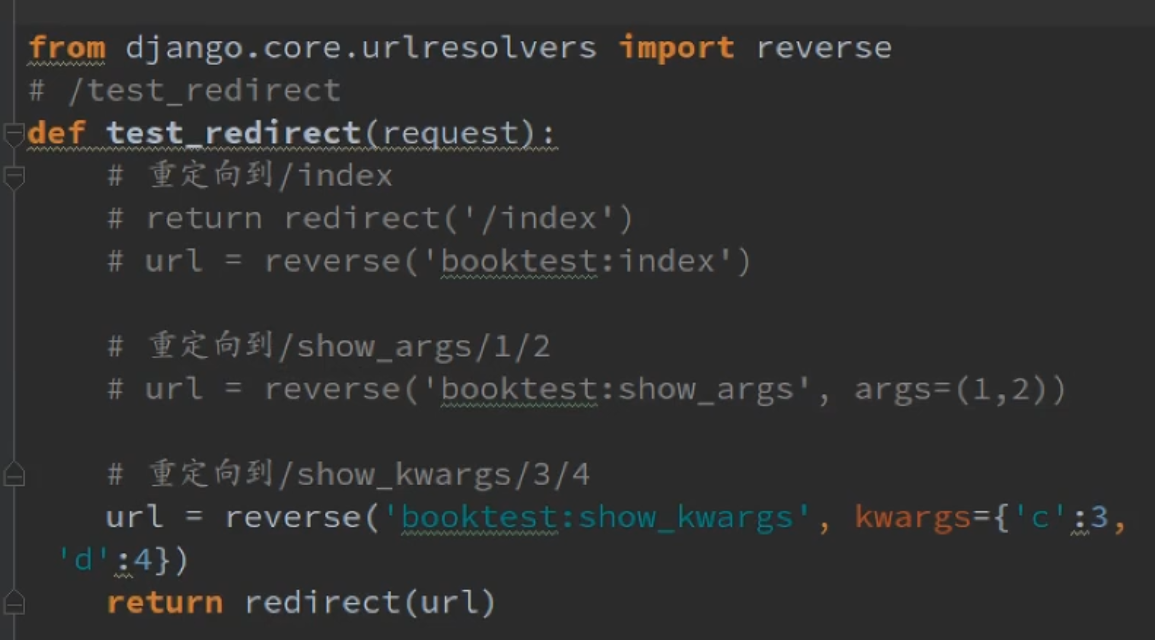 from django.core.urlresolvers import reverse
# /test_redirect
def test_redirect(request):
# 重定向到/index
# return redirect('/index')
# url = reverse('booktest:index')
# 重定向到/show_args/1/2
# url = reverse('booktest:show_args', args=(1,2))
# 重定向到/show_kwargs/3/4
url = reverse('booktest:show_kwargs', kwargs={'c':3,
'd':4})
return redirect(url)